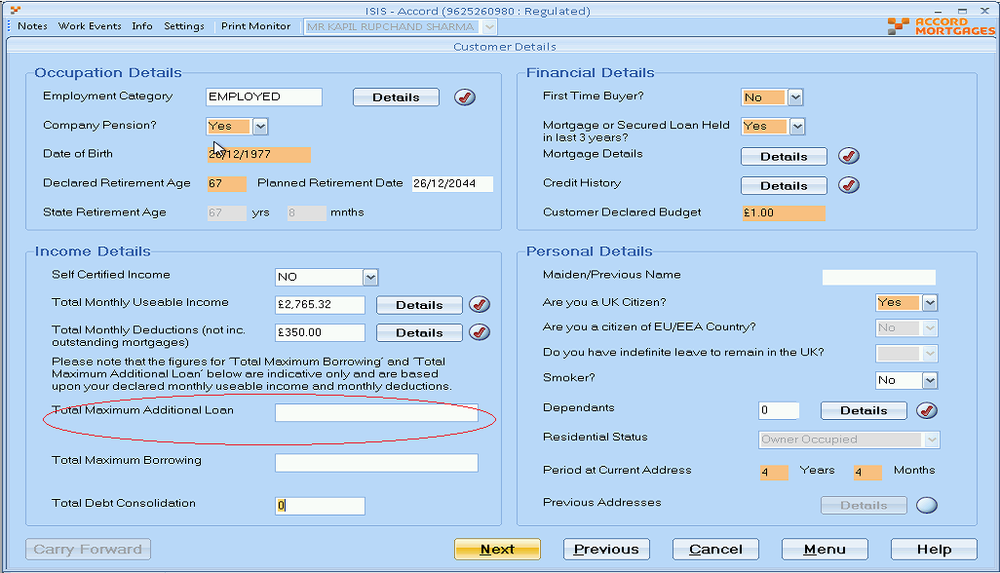 ISIS - Accord (9625260980 : Regulated)
Notes Work Events Info Settings Print Monitor MR KAPIL RUPCHAND SHARMA
ACCORD
MORTGAGES
Customer Details
Occupation Details
Employment Category EMPLOYED Details
Company Pension? Yes
Date of Birth /12/1977
Declared Retirement Age 67 Planned Retirement Date 26/12/2044
State Retirement Age 67 yrs 8 mnths
Financial Details
First Time Buyer? No
Mortgage or Secured Loan Held
in last 3 years? Yes
Mortgage Details Details
Credit History Details
Customer Declared Budget £1.00
Income Details
Self Certified Income NO
Total Monthly Useable Income £2,765.32 Details
Total Monthly Deductions (not inc.
outstanding mortgages) £350.00 Details
Please note that the figures for 'Total Maximum Borrowing' and 'Total
Maximum Additional Loan' below are indicative only and are based
upon your declared monthly useable income and monthly deductions.
Total Maximum Additional Loan
Total Maximum Borrowing
Total Debt Consolidation 0
Personal Details
Maiden/Previous Name
Are you a UK Citizen? Yes
Are you a citizen of EU/EEA Country? No
Do you have indefinite leave to remain in the UK?
Smoker? No
Dependants 0 Details
Residential Status Owner Occupied
Period at Current Address 4 Years 4 Months
Previous Addresses Details
Carry Forward Next Previous Cancel Menu Help